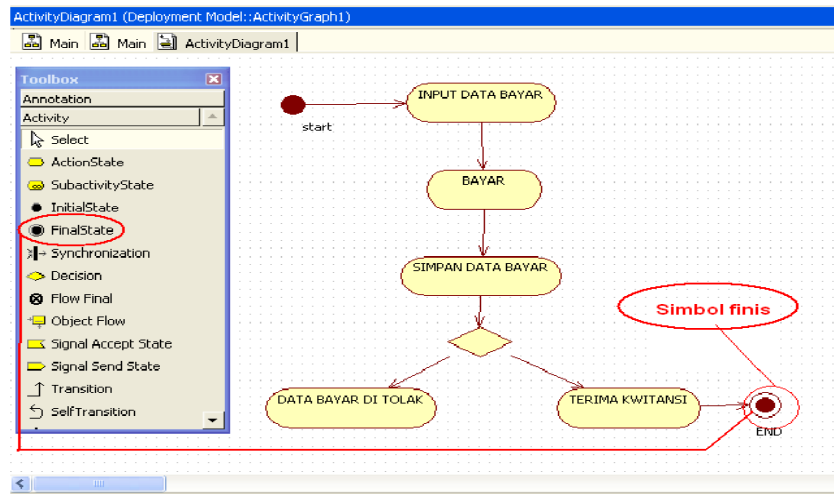 ActivityDiagram1 (Deployment Model::ActivityGraph1)
Main Main ActivityDiagram1
Toolbox
Annotation
Activity
Select
ActionState
SubactivityState
InitialState
FinalState
Synchronization
Decision
Flow Final
Object Flow
Signal Accept State
Signal Send State
Transition
SelfTransition
start
INPUT DATA BAYAR
BAYAR
SIMPAN DATA BAYAR
Simbol finis
DATA BAYAR DI TOLAK
TERIMA KWITANSI
END